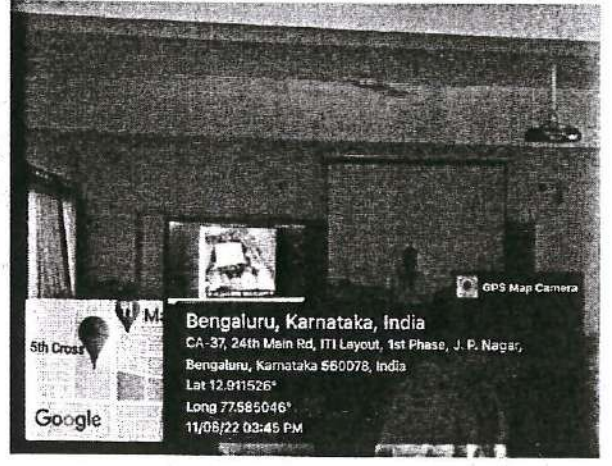 GPS Map Camera
5th Cross
Google
Bengaluru, Karnataka, India
CA-37, 24th Main Rd, ITI Layout, 1st Phase, J. P. Nagar,
Bengaluru, Karnataka 560078, India
Lat 12.911526°
Long 77.585046°
11/06/22 03:45 PM